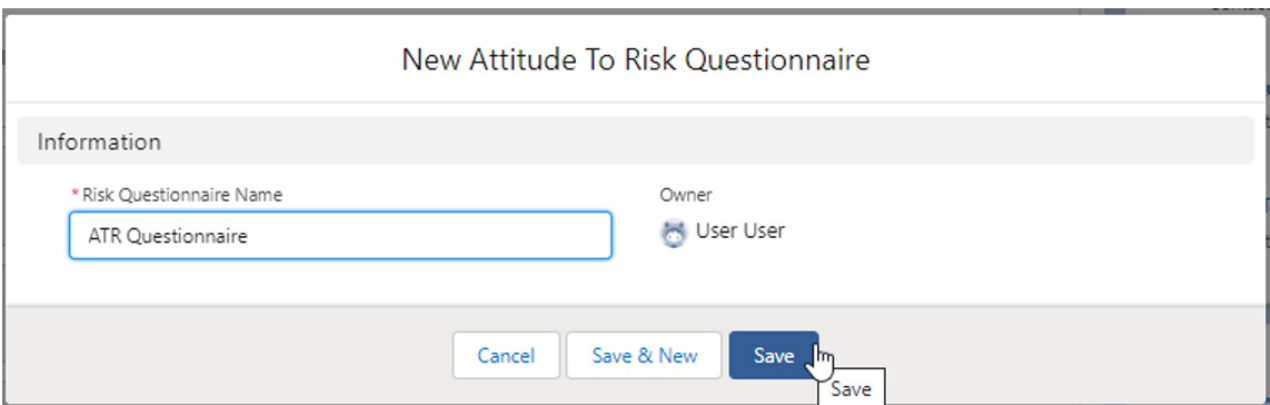 New Attitude To Risk Questionnaire
Information
* Risk Questionnaire Name
Owner
ATR Questionnaire
User User
Cancel
Save & New
Save
Save